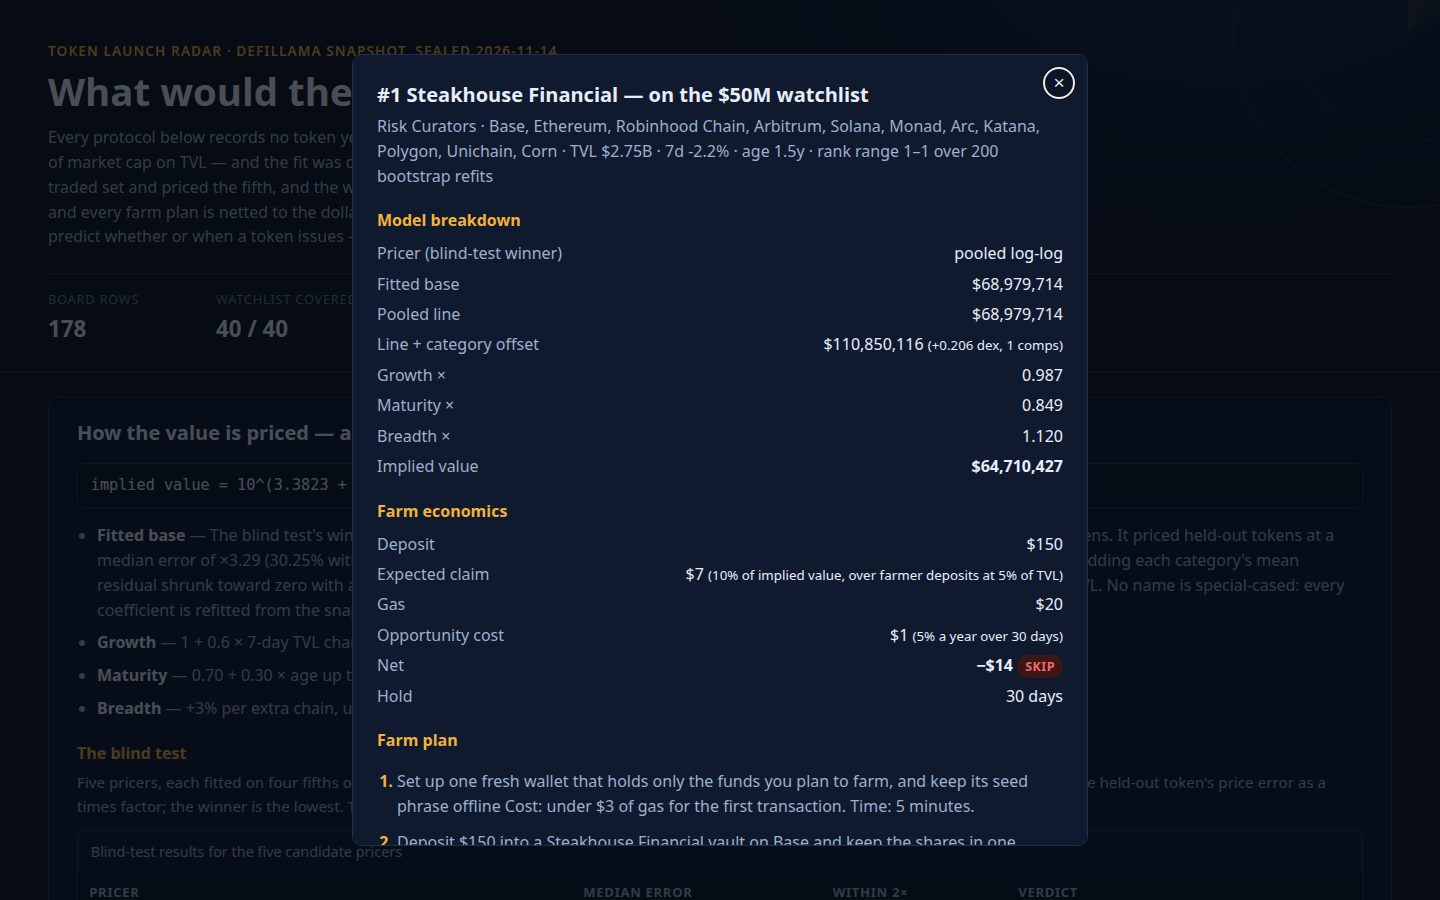 TOKEN LAUNCH RADAR · DEFILLAMA SNAPSHOT, SEALED 2026-11-14
What would the
Every protocol below records no token ye
of market cap on TVL — and the fit was c
traded set and priced the fifth, and the w
and every farm plan is netted to the dolla
predict whether or when a token issues -
BOARD ROWS
178
WATCHLIST COVERED
40 / 40
How the value is priced — a
implied value = 10^(3.3823 +
• Fitted base — The blind test's win
ens. It priced held-out tokens at a
median error of ×3.29 (30.25% wit
dding each category's mean
residual shrunk toward zero with a
L. No name is special-cased: every
coefficient is refitted from the sna
• Growth — 1 + 0.6 × 7-day TVL cha
• Maturity — 0.70 + 0.30 × age up t
• Breadth — +3% per extra chain, u
The blind test
Five pricers, each fitted on four fifths o
e held-out token's price error as a
times factor; the winner is the lowest. T
Blind-test results for the five candidate pricers
PRICER MEDIAN ERROR WITHIN 2× VERDICT
#1 Steakhouse Financial — on the $50M watchlist
×
Risk Curators · Base, Ethereum, Robinhood Chain, Arbitrum, Solana, Monad, Arc, Katana,
Polygon, Unichain, Corn · TVL $2.75B · 7d -2.2% · age 1.5y · rank range 1–1 over 200
bootstrap refits
Model breakdown
Pricer (blind-test winner) pooled log-log
Fitted base $68,979,714
Pooled line $68,979,714
Line + category offset $110,850,116 (+0.206 dex, 1 comps)
Growth × 0.987
Maturity × 0.849
Breadth × 1.120
Implied value $64,710,427
Farm economics
Deposit $150
Expected claim $7 (10% of implied value, over farmer deposits at 5% of TVL)
Gas $20
Opportunity cost $1 (5% a year over 30 days)
Net −$14 SKIP
Hold 30 days
Farm plan
1. Set up one fresh wallet that holds only the funds you plan to farm, and keep its seed
phrase offline Cost: under $3 of gas for the first transaction. Time: 5 minutes.
2. Deposit $150 into a Steakhouse Financial vault on Base and keep the shares in one